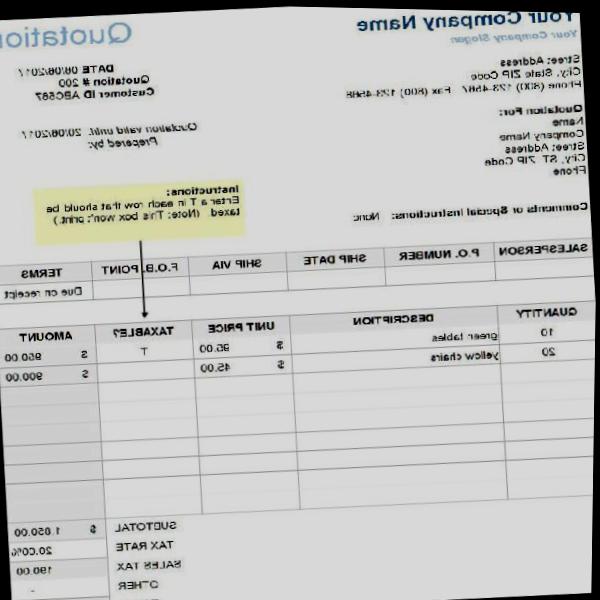 Your Company Name
Quotation
Your Company Slogan
Street Address
City, State ZIP Code
Phone (800) 123-4567 Fax (800) 123-4568
DATE 06/06/2017
Quotation # 200
Customer ID ABC567
Quotation For:
Name
Company Name
Street Address
City, ST ZIP Code
Phone
Quotation valid until: 20/06/2017
Prepared by:
Instructions:
Enter a T in each row that should be
taxed. (Note: This box won't print.)
Comments or Special Instructions: None
SALESPERSON P.O. NUMBER SHIP DATE SHIP VIA F.O.B. POINT TERMS
Due on receipt
QUANTITY DESCRIPTION UNIT PRICE TAXABLE? AMOUNT
10 green tables $ 95.00 T $ 950.00
20 yellow chairs $ 45.00 $ 900.00
SUBTOTAL $ 1,850.00
TAX RATE 20.00%
SALES TAX 190.00
OTHER -